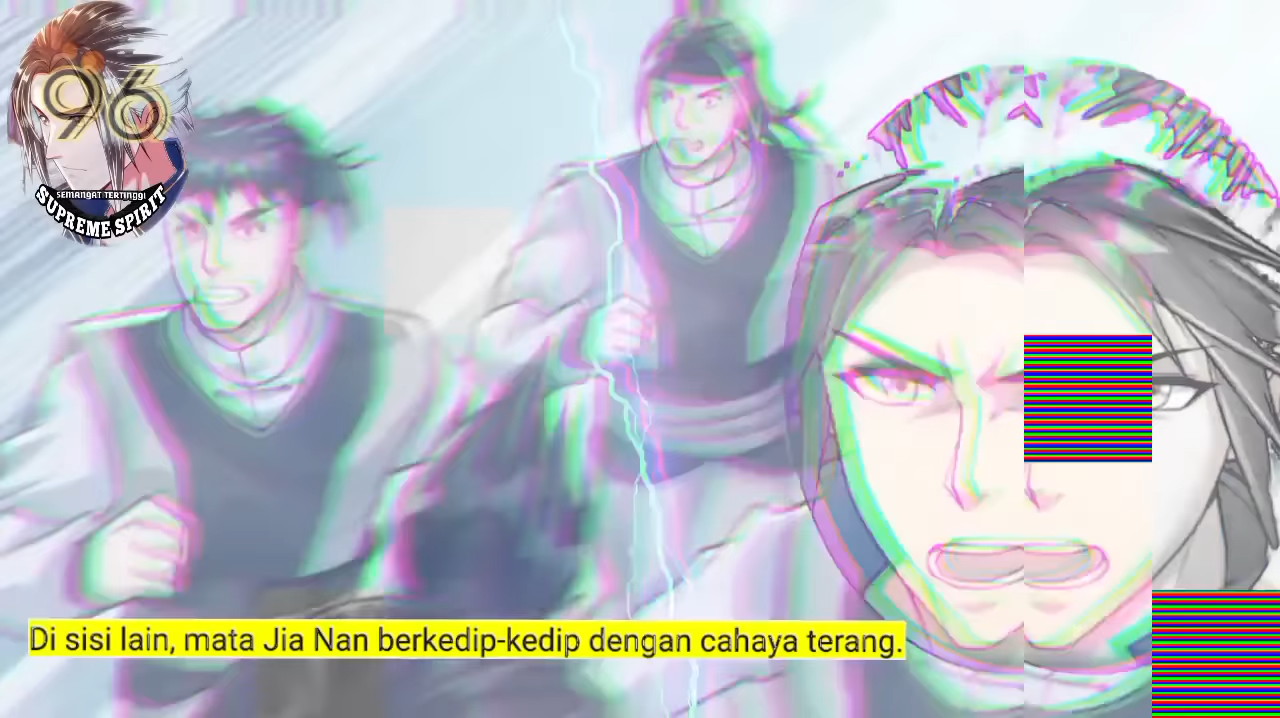 96
SEMANGAT TERTINGGI
SUPREME SPIRIT
Di sisi lain, mata Jia Nan berkedip-kedip dengan cahaya terang.